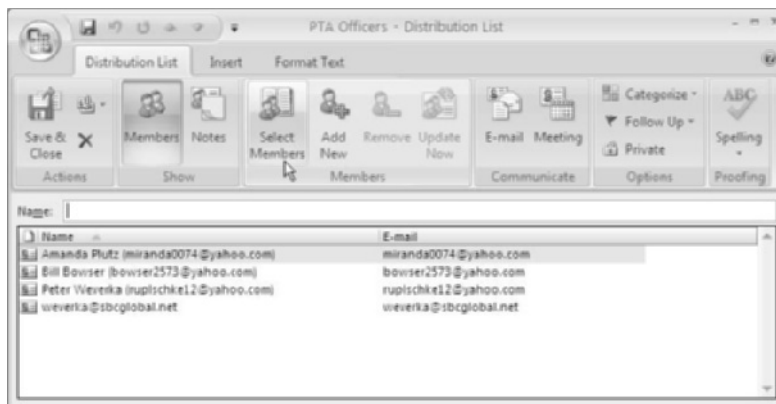 PTA Officers - Distribution List
Distribution List Insert Format Text
Save & Close
Members
Notes
Select Members
Add New
Remove
Update Now
E-mail
Meeting
Categorize
Follow Up
Private
ABC
Spelling
Actions Show Members Communicate Options Proofing
Name:
Name E-mail
Amanda Plutz (miranda0074@yahoo.com) miranda0074@yahoo.com
Bill Bowser (bowser2573@yahoo.com) bowser2573@yahoo.com
Peter Weverka (ruplschke12@yahoo.com) ruplschke12@yahoo.com
weverka@sbcglobal.net weverka@sbcglobal.net